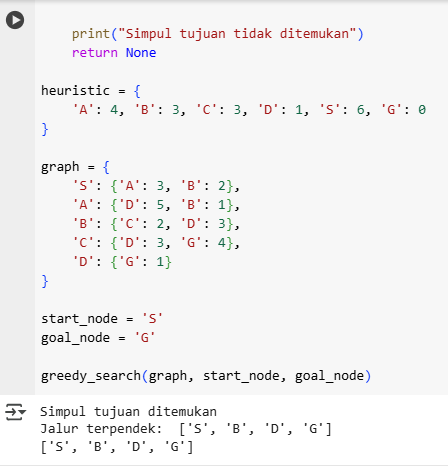 print("Simpul tujuan tidak ditemukan")
return None
heuristic = {
'A': 4, 'B': 3, 'C': 3, 'D': 1, 'S': 6, 'G': 0
}
graph = {
'S': {'A': 3, 'B': 2},
'A': {'D': 5, 'B': 1},
'B': {'C': 2, 'D': 3},
'C': {'D': 3, 'G': 4},
'D': {'G': 1}
}
start_node = 'S'
goal_node = 'G'
greedy_search(graph, start_node, goal_node)
Simpul tujuan ditemukan
Jalur terpendek:  ['S', 'B', 'D', 'G']
['S', 'B', 'D', 'G']